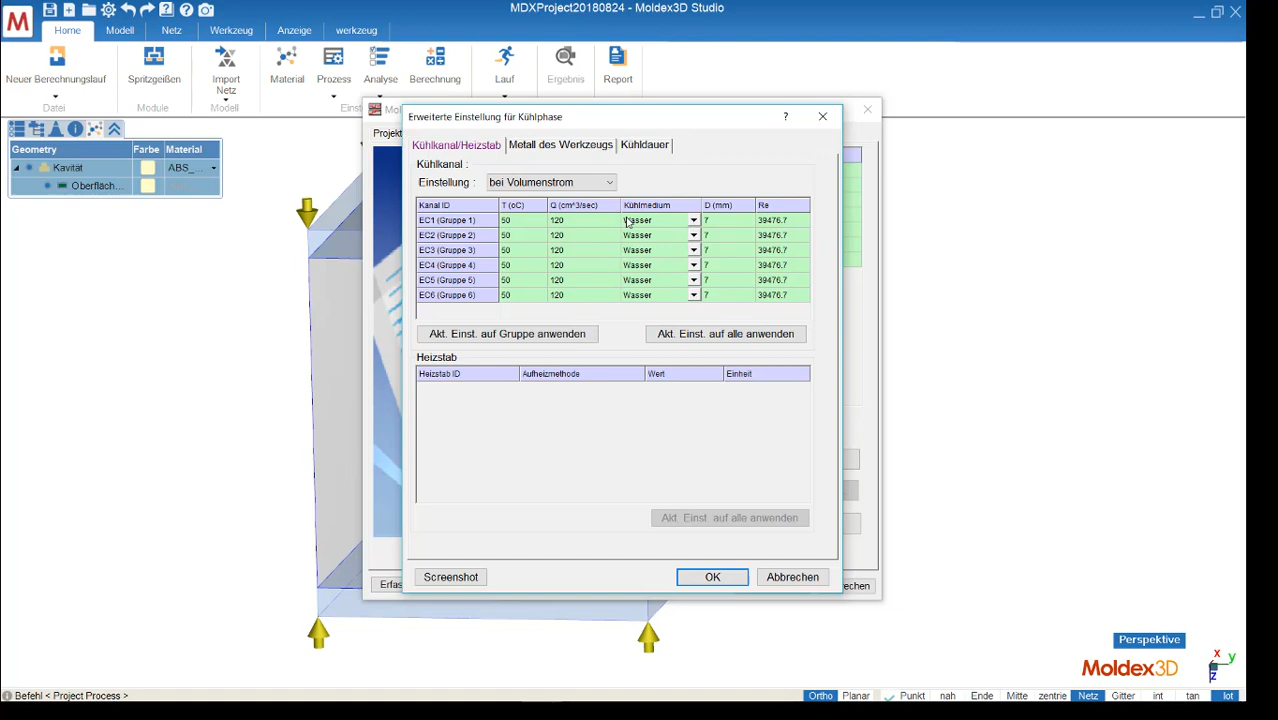 MDXProject20180824 - Moldex3D Studio
Home Modell Netz Werkzeug Anzeige werkzeug
Neuer Berechnungslauf Spritzgeißen Import Netz Material Prozess Analyse Berechnung Lauf Ergebnis Report
Datei Module Modell Einst
Geometry Farbe Material
Kavität ABS_...
Oberfläch...
Mol
Projekt
Erweiterte Einstellung für Kühlphase
Kühlkanal/Heizstab Metall des Werkzeugs Kühldauer
Kühlkanal :
Einstellung : bei Volumenstrom
Kanal ID T (oC) Q (cm^3/sec) Kühlmedium D (mm) Re
EC1 (Gruppe 1) 50 120 Wasser 7 39476.7
EC2 (Gruppe 2) 50 120 Wasser 7 39476.7
EC3 (Gruppe 3) 50 120 Wasser 7 39476.7
EC4 (Gruppe 4) 50 120 Wasser 7 39476.7
EC5 (Gruppe 5) 50 120 Wasser 7 39476.7
EC6 (Gruppe 6) 50 120 Wasser 7 39476.7
Akt. Einst. auf Gruppe anwenden Akt. Einst. auf alle anwenden
Heizstab
Heizstab ID Aufheizmethode Wert Einheit
Akt Einst auf alle anwenden
Screenshot OK Abbrechen
Erfas rechen
Perspektive
Moldex3D
x y z
Befehl < Project Process > Ortho Planar Punkt nah Ende Mitte zentrie Netz Gitter int tan lot